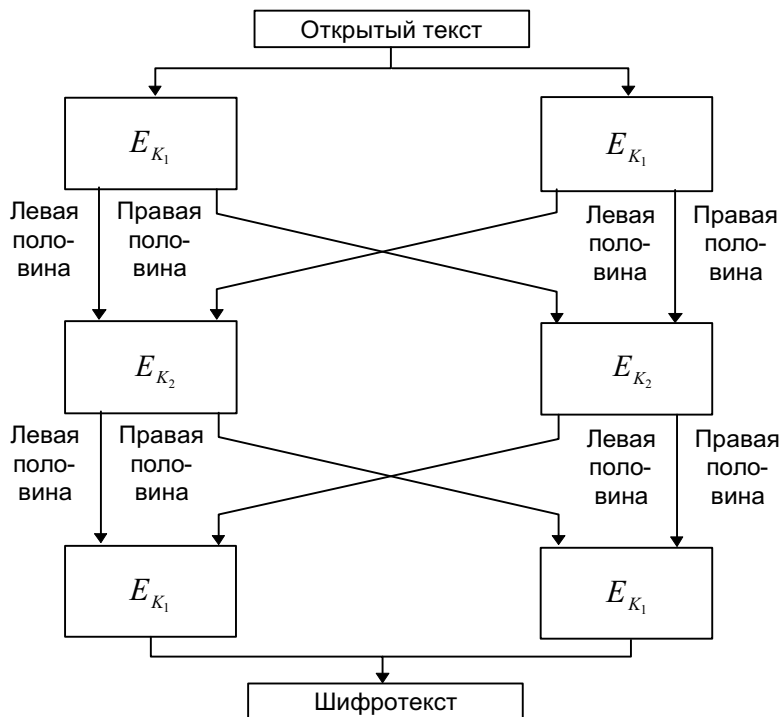 Открытый текст
E_{K_1}
E_{K_1}
Левая
поло-
вина
Правая
поло-
вина
Левая
поло-
вина
Правая
поло-
вина
E_{K_2}
E_{K_2}
Левая
поло-
вина
Правая
поло-
вина
Левая
поло-
вина
Правая
поло-
вина
E_{K_1}
E_{K_1}
Шифротекст